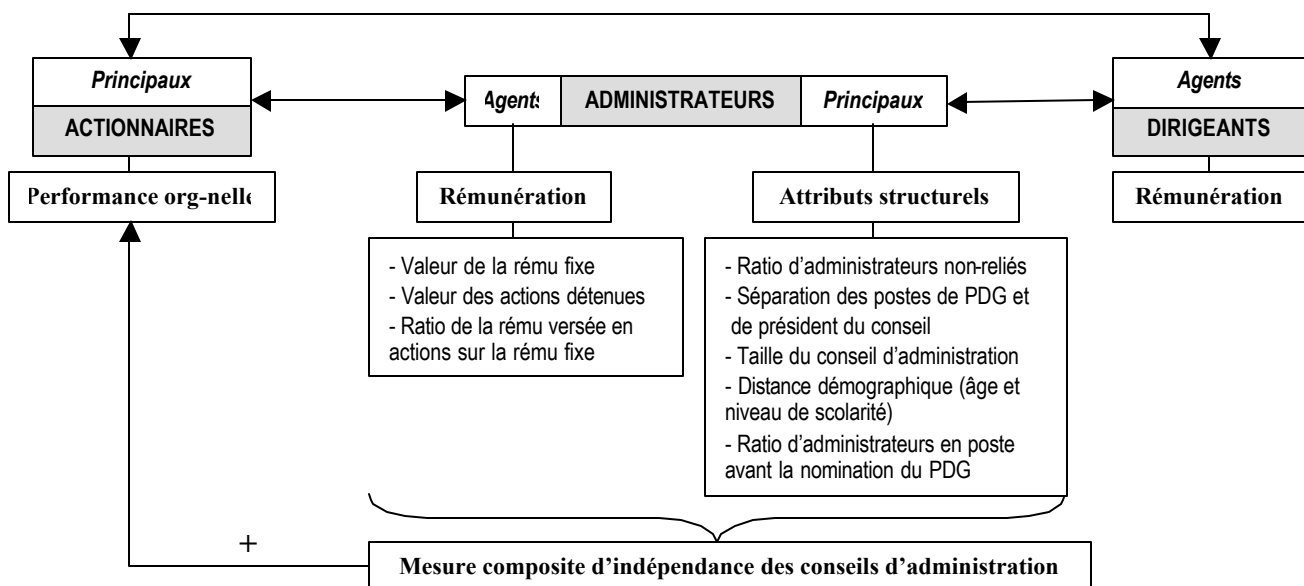 Principaux
ACTIONNAIRES
Performance org-nelle
Agents
ADMINISTRATEURS
Principaux
Agents
DIRIGEANTS
Rémunération
Attributs structurels
Rémunération
- Valeur de la rému fixe
- Valeur des actions détenues
- Ratio de la rému versée en
actions sur la rému fixe
- Ratio d’administrateurs non-reliés
- Séparation des postes de PDG et
de président du conseil
- Taille du conseil d’administration
- Distance démographique (âge et
niveau de scolarité)
- Ratio d’administrateurs en poste
avant la nomination du PDG
+
Mesure composite d’indépendance des conseils d’administration